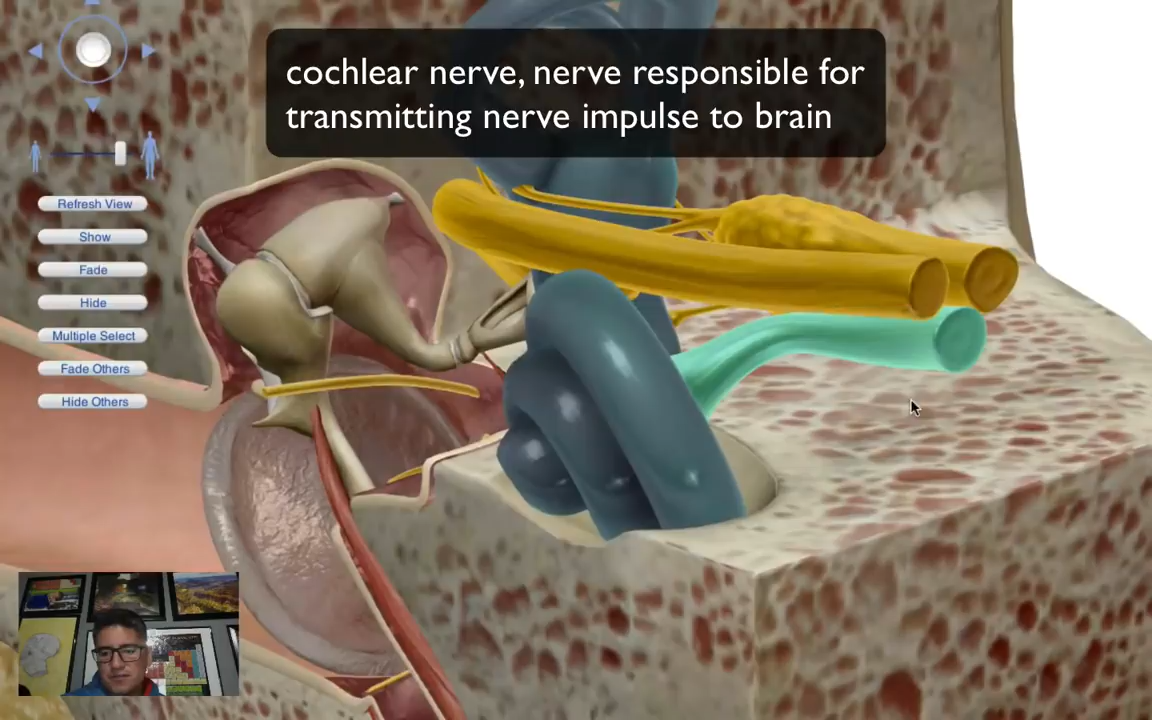 cochlear nerve, nerve responsible for
transmitting nerve impulse to brain
Refresh View
Show
Fade
Hide
Multiple Select
Fade Others
Hide Others